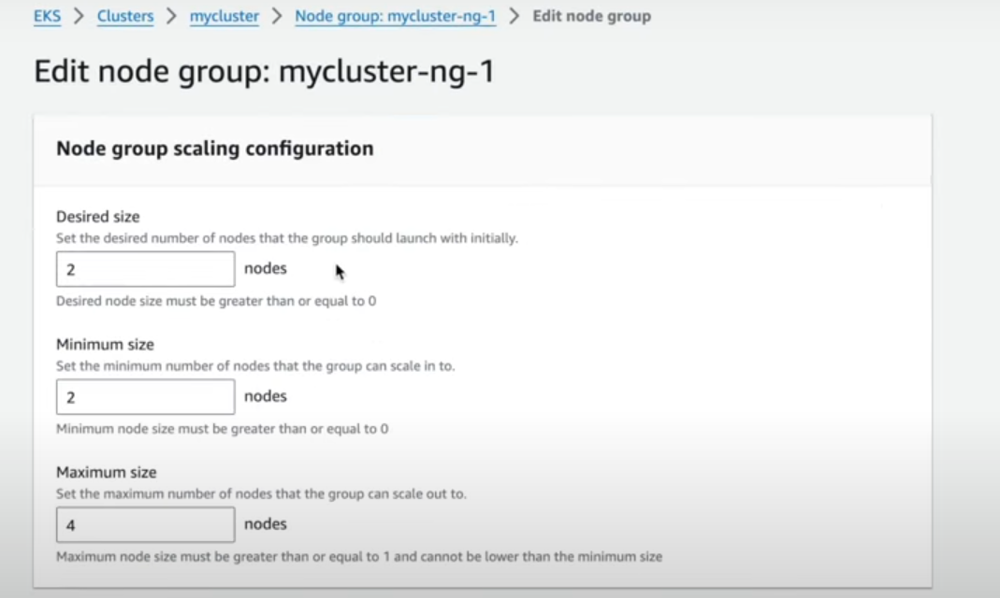 EKS > Clusters > mycluster > Node group: mycluster-ng-1 > Edit node group
Edit node group: mycluster-ng-1
Node group scaling configuration
Desired size
Set the desired number of nodes that the group should launch with initially.
2 nodes
Desired node size must be greater than or equal to 0
Minimum size
Set the minimum number of nodes that the group can scale in to.
2 nodes
Minimum node size must be greater than or equal to 0
Maximum size
Set the maximum number of nodes that the group can scale out to.
4 nodes
Maximum node size must be greater than or equal to 1 and cannot be lower than the minimum size